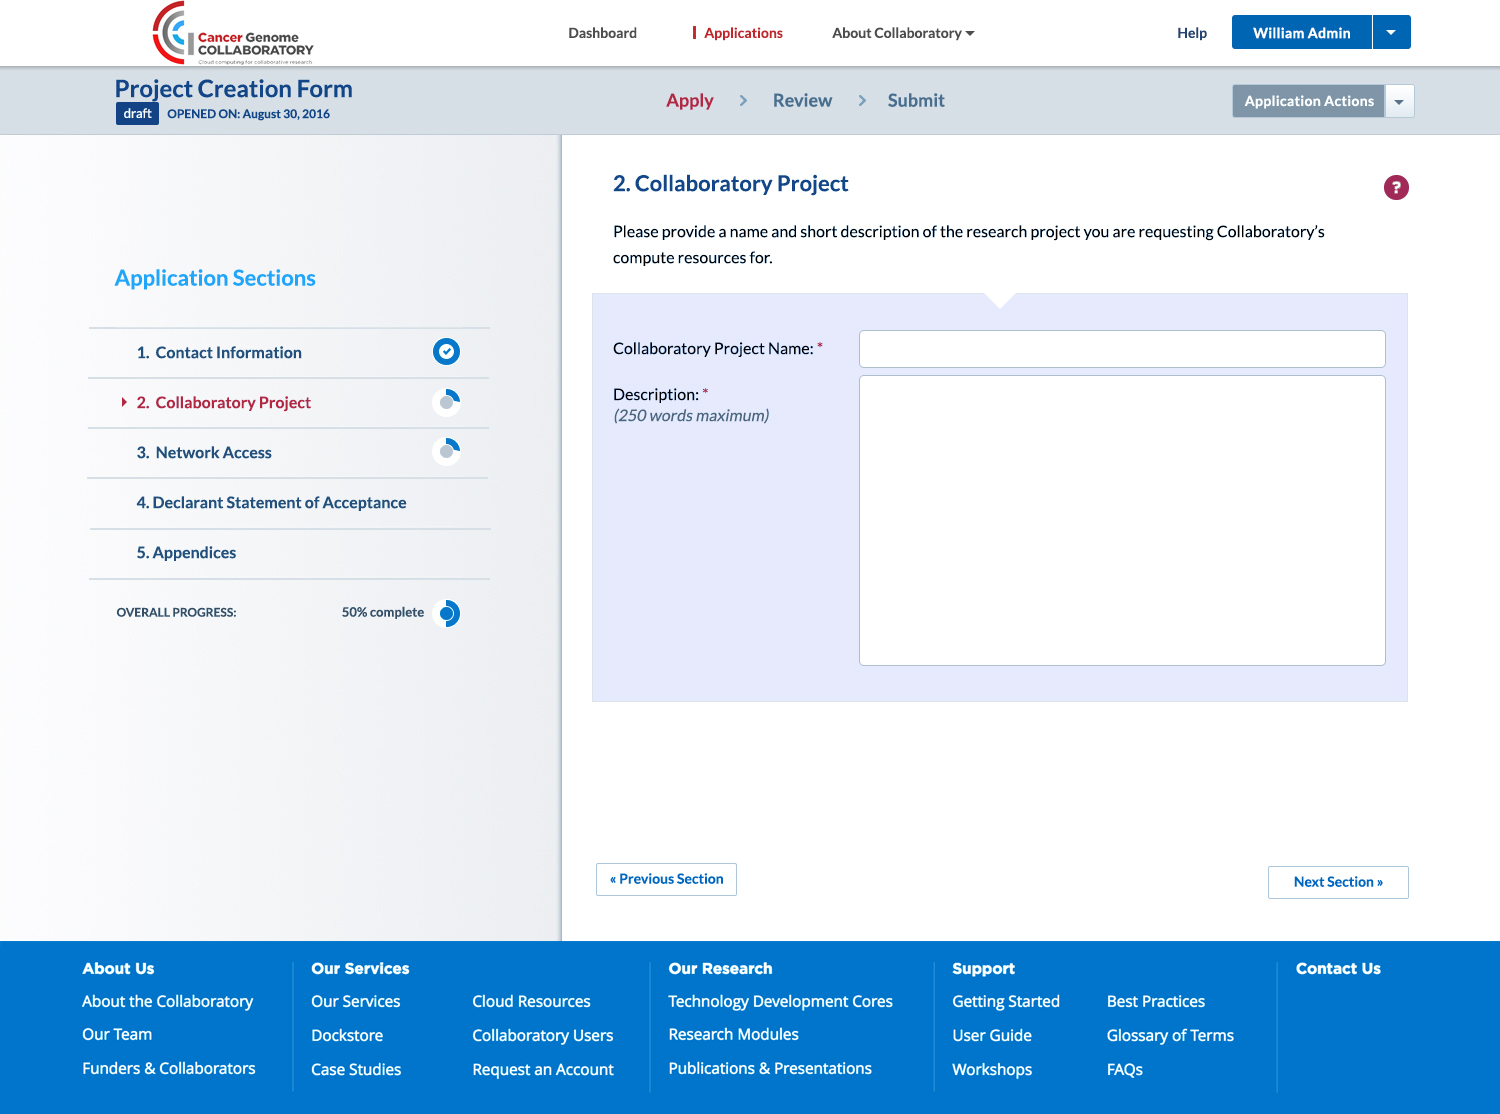 Cancer Genome
COLLABORATORY
Cloud computing for collaborative research
Dashboard
Applications
About Collaboratory
Help
William Admin
Project Creation Form
draft
OPENED ON: August 30, 2016
Apply
Review
Submit
Application Actions
Application Sections
1. Contact Information
2. Collaboratory Project
3. Network Access
4. Declarant Statement of Acceptance
5. Appendices
OVERALL PROGRESS: 50% complete
2. Collaboratory Project
?
Please provide a name and short description of the research project you are requesting Collaboratory’s
compute resources for.
Collaboratory Project Name: *
Description: *
(250 words maximum)
« Previous Section
Next Section »
About Us
About the Collaboratory
Our Team
Funders & Collaborators
Our Services
Our Services
Dockstore
Case Studies
Cloud Resources
Collaboratory Users
Request an Account
Our Research
Technology Development Cores
Research Modules
Publications & Presentations
Support
Getting Started
User Guide
Workshops
Best Practices
Glossary of Terms
FAQs
Contact Us